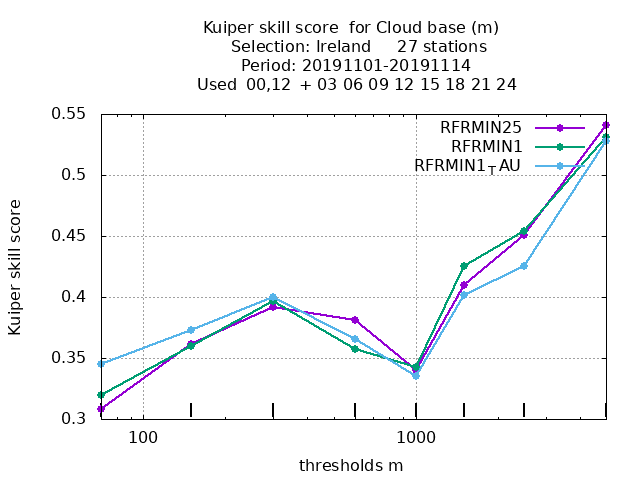 Kuiper skill score  for Cloud base (m)
Selection: Ireland     27 stations
Period: 20191101-20191114
Used  00,12  + 03 06 09 12 15 18 21 24
RFRMIN25
RFRMIN1
RFRMIN1TAU
0.55
0.5
0.45
0.4
0.35
0.3
Kuiper skill score
100
1000
thresholds m